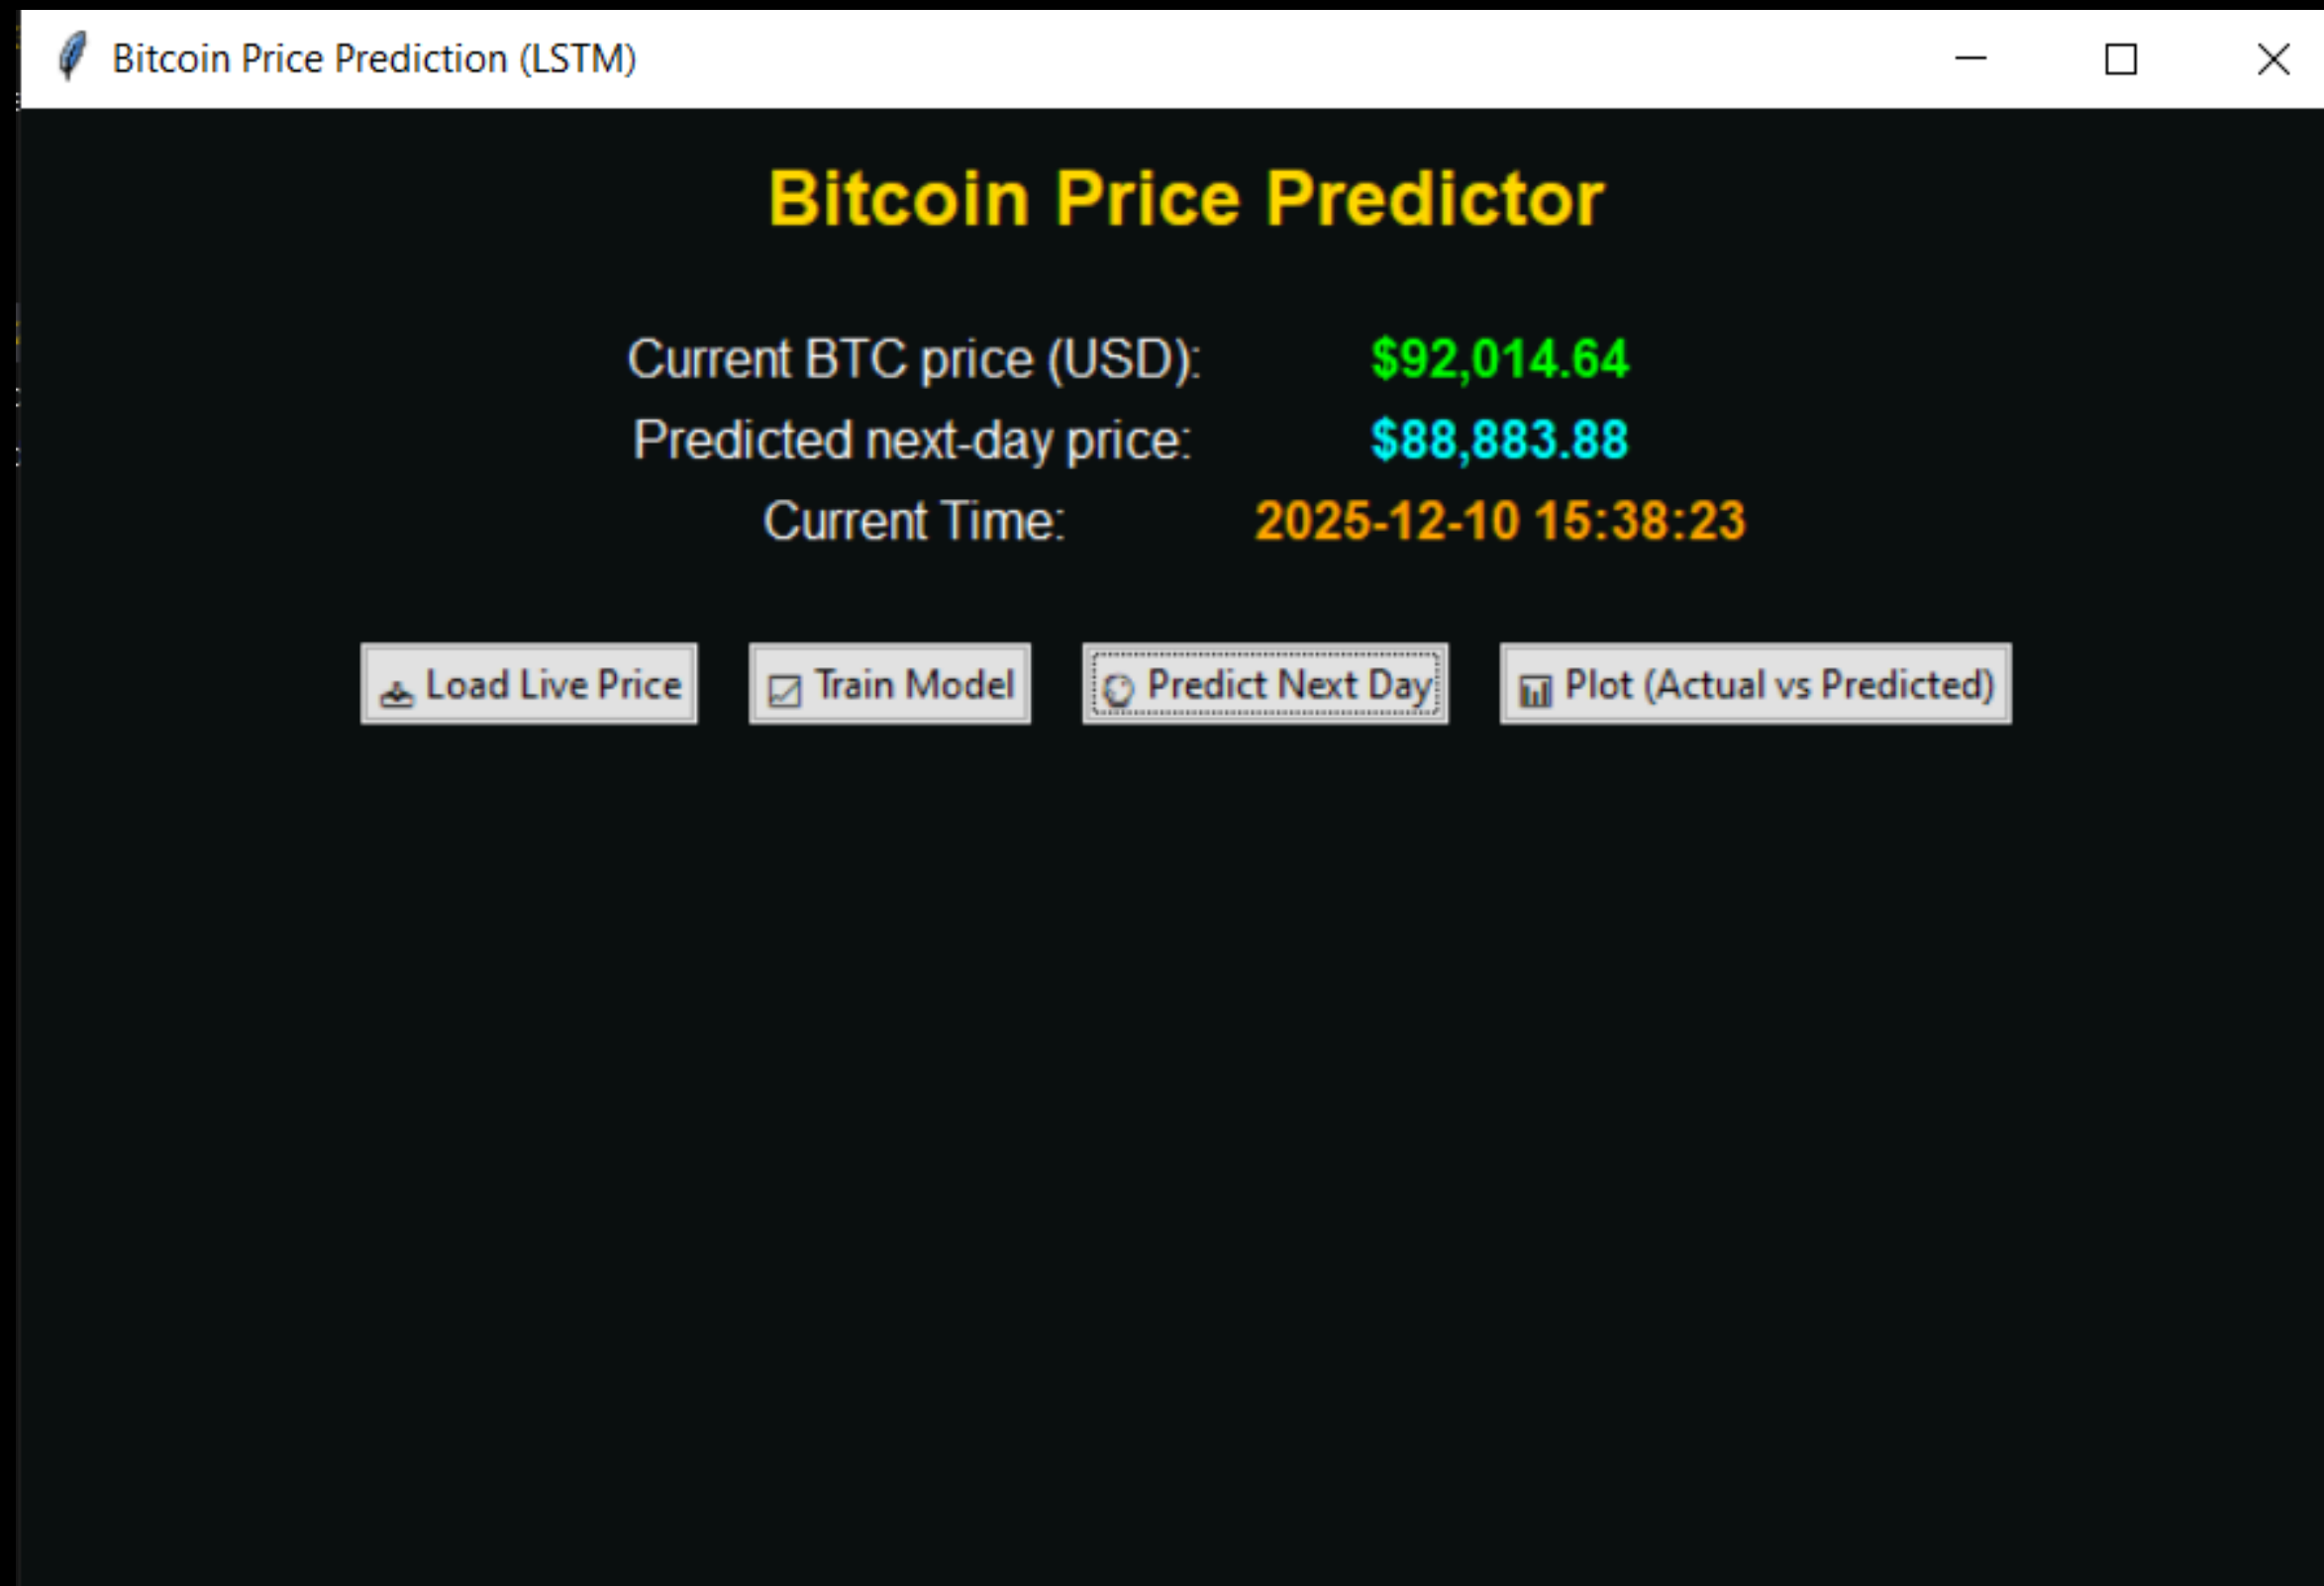 Bitcoin Price Prediction (LSTM)
Bitcoin Price Predictor
Current BTC price (USD): $92,014.64
Predicted next-day price: $88,883.88
Current Time: 2025-12-10 15:38:23
Load Live Price Train Model Predict Next Day Plot (Actual vs Predicted)